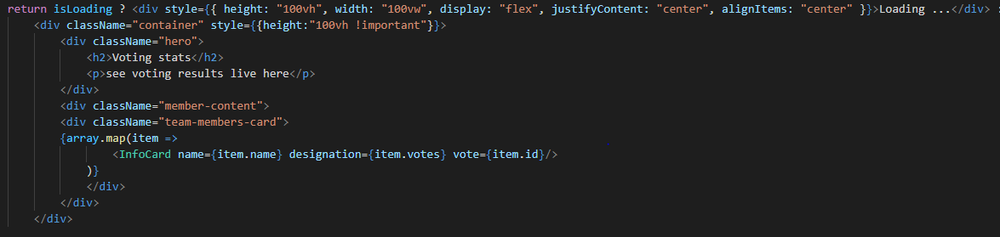 return isLoading ? <div style={{ height: "100vh", width: "100vw", display: "flex", justifyContent: "center", alignItems: "center" }}>Loading ...</div> :
<div className="container" style={{height:"100vh !important"}}>
<div className="hero">
<h2>Voting stats</h2>
<p>see voting results live here</p>
</div>
<div className="member-content">
<div className="team-members-card">
{array.map(item =>
<InfoCard name={item.name} designation={item.votes} vote={item.id}/>
)}
</div>
</div>
</div>